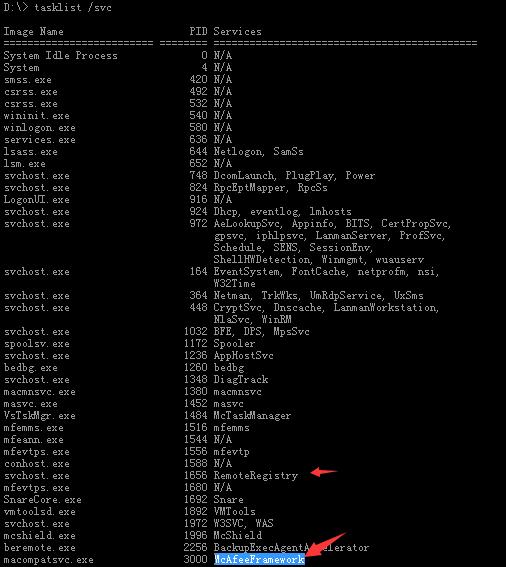 D:\> tasklist /svc
Image Name                     PID Services
========================= ======== ============================================
System Idle Process              0 N/A
System                           4 N/A
smss.exe                       420 N/A
csrss.exe                      492 N/A
csrss.exe                      532 N/A
wininit.exe                    540 N/A
winlogon.exe                   580 N/A
services.exe                   636 N/A
lsass.exe                      644 Netlogon, SamSs
lsm.exe                        652 N/A
svchost.exe                    748 DcomLaunch, PlugPlay, Power
svchost.exe                    824 RpcEptMapper, RpcSs
LogonUI.exe                    916 N/A
svchost.exe                    924 Dhcp, eventlog, lmhosts
svchost.exe                    972 AeLookupSvc, Appinfo, BITS, CertPropSvc,
gpsvc, iphlpsvc, LanmanServer, ProfSvc,
Schedule, SENS, SessionEnv,
ShellHWDetection, Winmgmt, wuauserv
svchost.exe                    164 EventSystem, FontCache, netprofm, nsi,
W32Time
svchost.exe                    364 Netman, TrkWks, UmRdpService, UxSms
svchost.exe                    448 CryptSvc, Dnscache, LanmanWorkstation,
NlaSvc, WinRM
svchost.exe                   1032 BFE, DPS, MpsSvc
spoolsv.exe                   1172 Spooler
svchost.exe                   1236 AppHostSvc
bedbg.exe                     1260 bedbg
svchost.exe                   1348 DiagTrack
macmnsvc.exe                  1380 macmnsvc
masvc.exe                     1452 masvc
VsTskMgr.exe                  1484 McTaskManager
mfemms.exe                    1516 mfemms
mfeann.exe                    1544 N/A
mfevtps.exe                   1556 mfevtp
conhost.exe                   1588 N/A
svchost.exe                   1656 RemoteRegistry
mfevtps.exe                   1680 N/A
SnareCore.exe                 1692 Snare
vmtoolsd.exe                  1892 VMTools
svchost.exe                   1972 W3SVC, WAS
mcshield.exe                  1996 McShield
beremote.exe                  2256 BackupExecAgentAccelerator
macompatsvc.exe               3000 McAfeeFramework